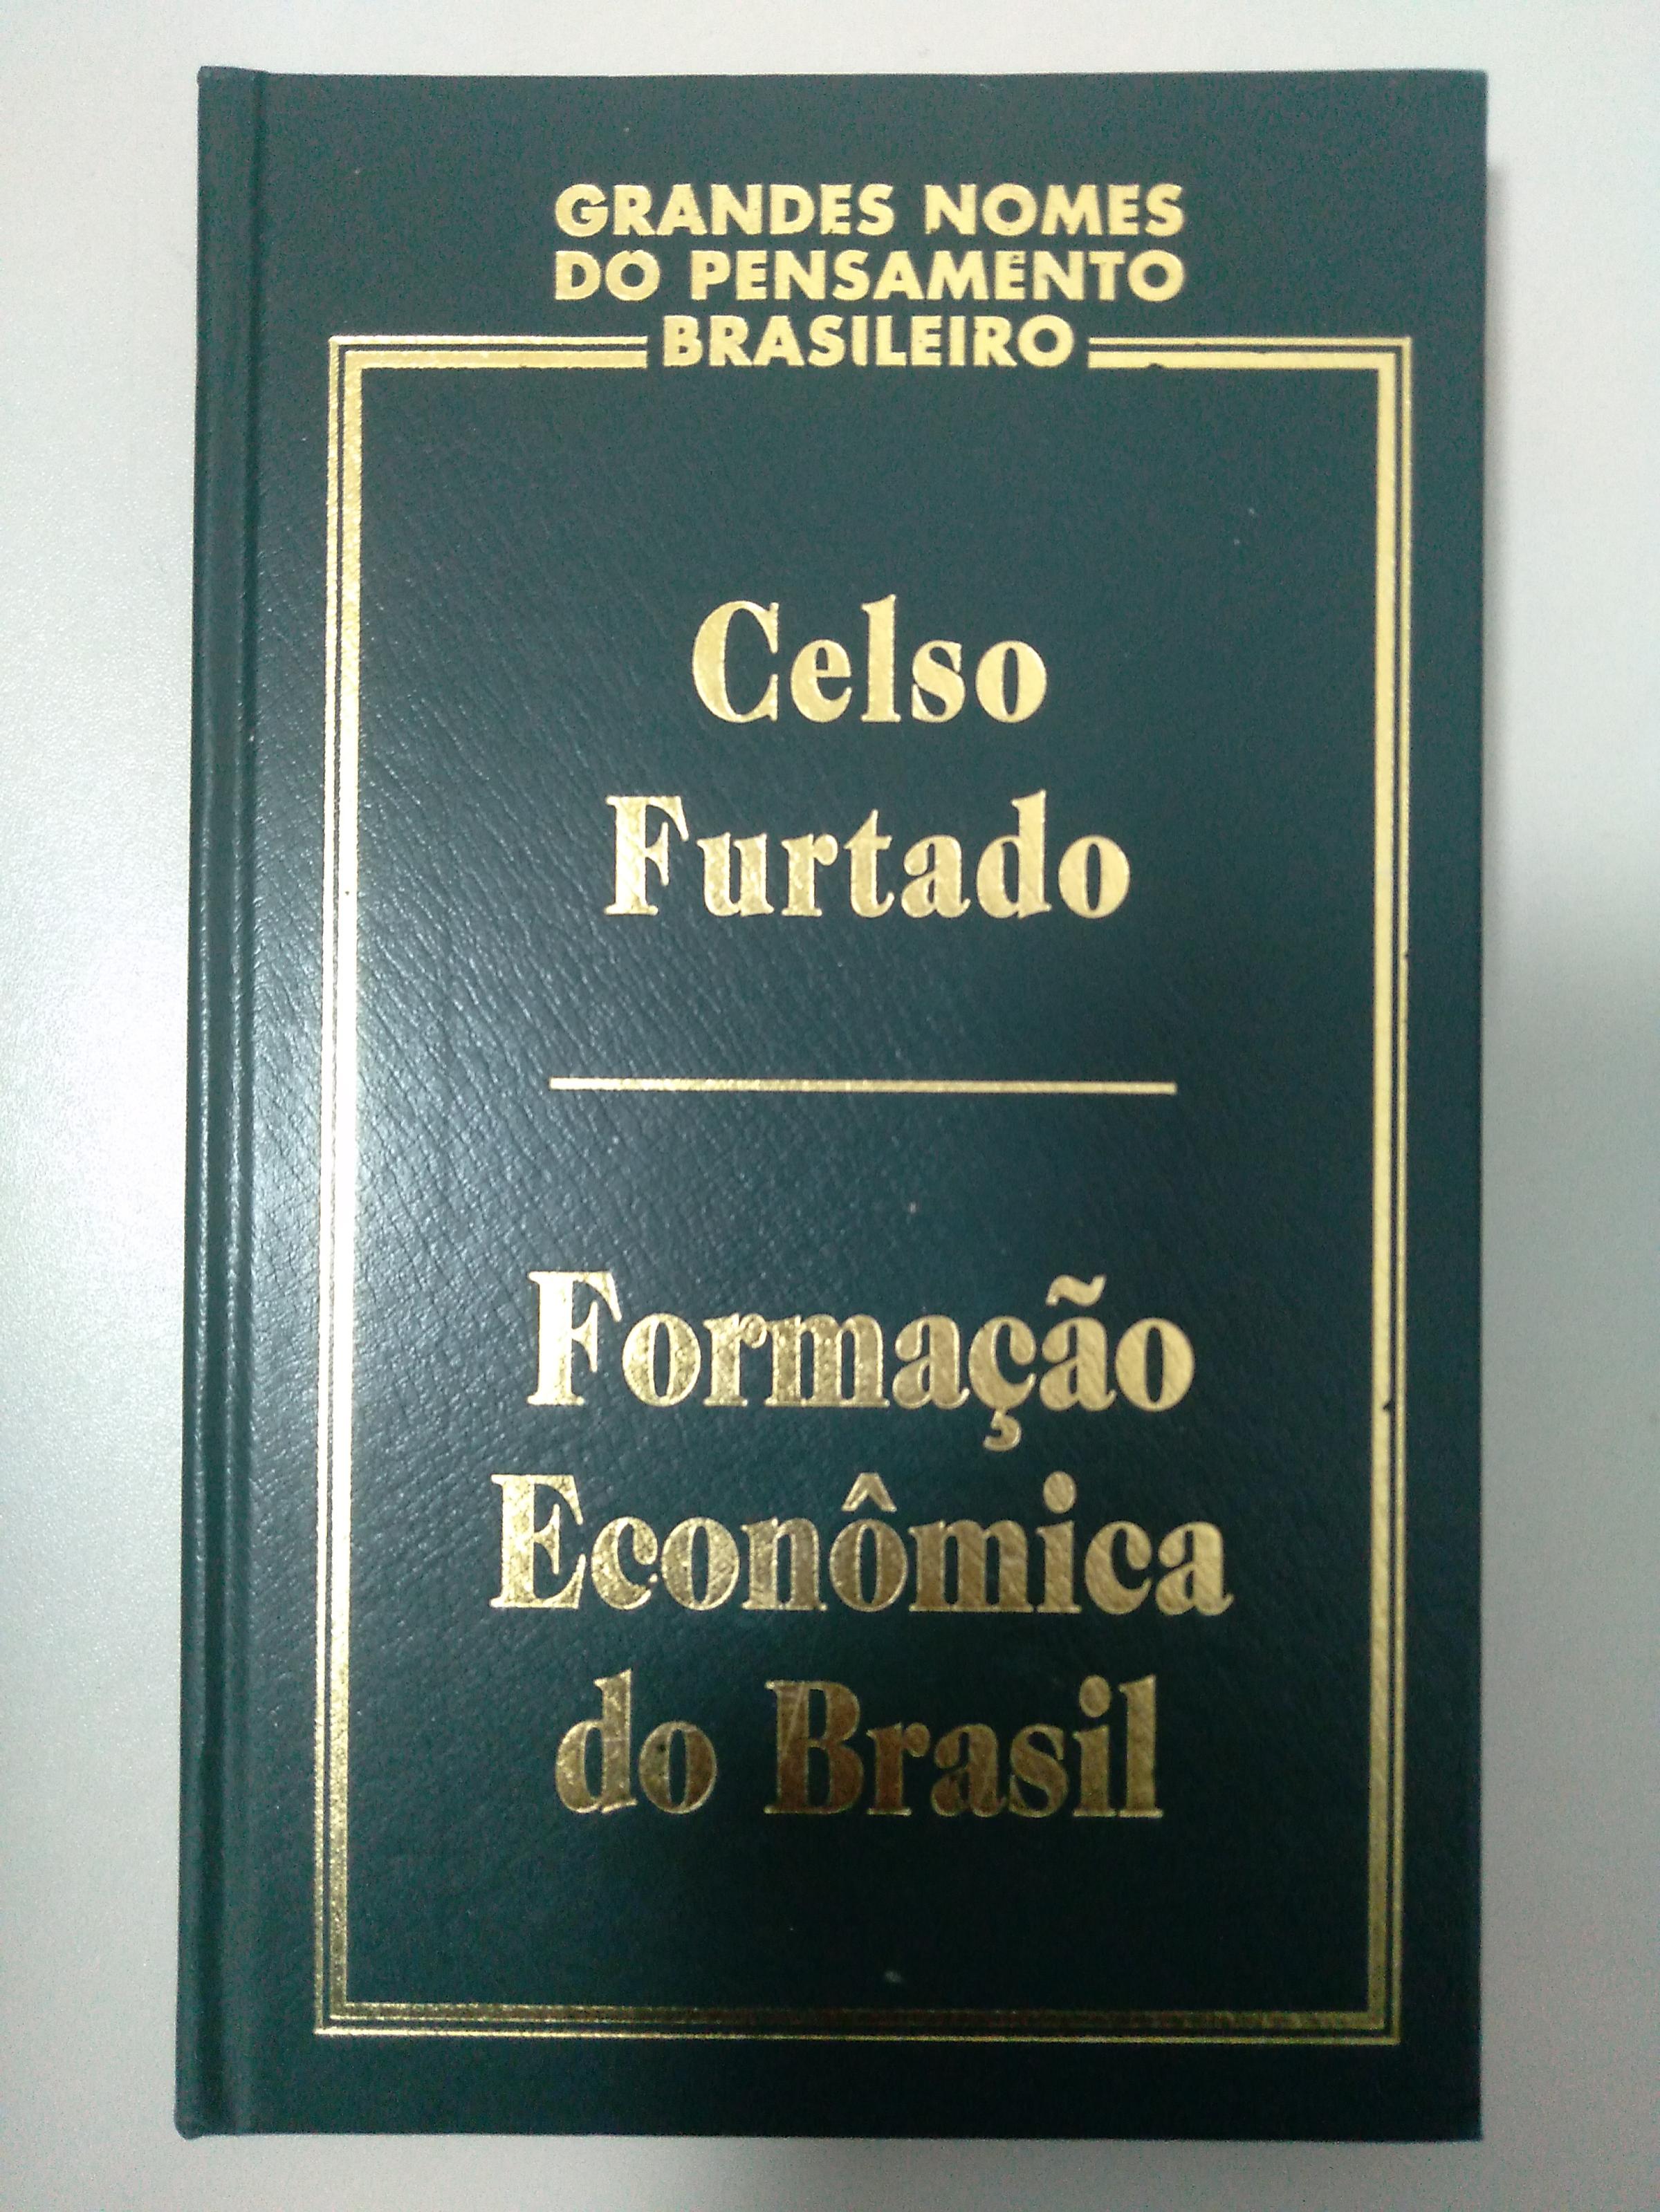 GRANDES NOMES
DO PENSAMENTO
BRASILEIRO
Celso
Furtado
Formação
Econômica
do Brasil